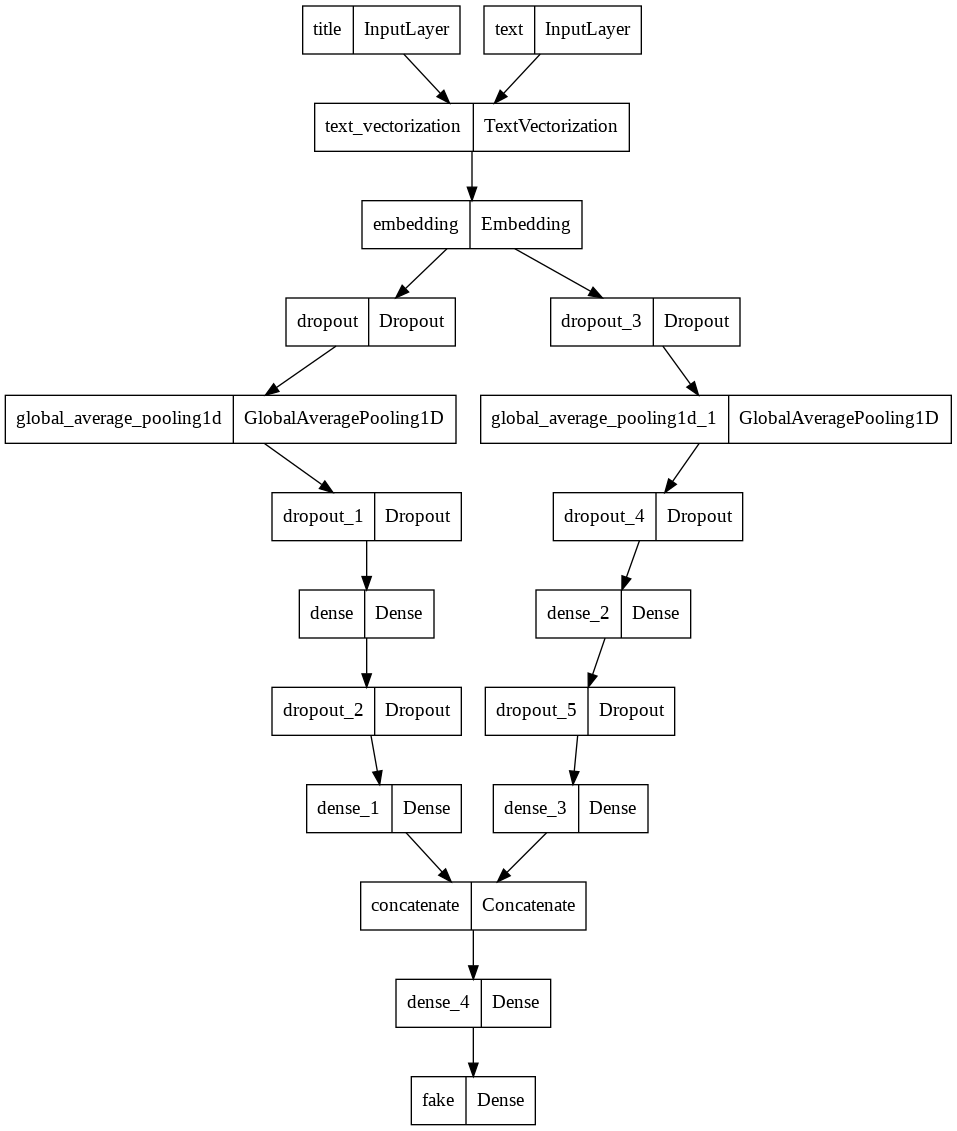 title InputLayer text InputLayer
text_vectorization TextVectorization
embedding Embedding
dropout Dropout dropout_3 Dropout
global_average_pooling1d GlobalAveragePooling1D global_average_pooling1d_1 GlobalAveragePooling1D
dropout_1 Dropout dropout_4 Dropout
dense Dense dense_2 Dense
dropout_2 Dropout dropout_5 Dropout
dense_1 Dense dense_3 Dense
concatenate Concatenate
dense_4 Dense
fake Dense